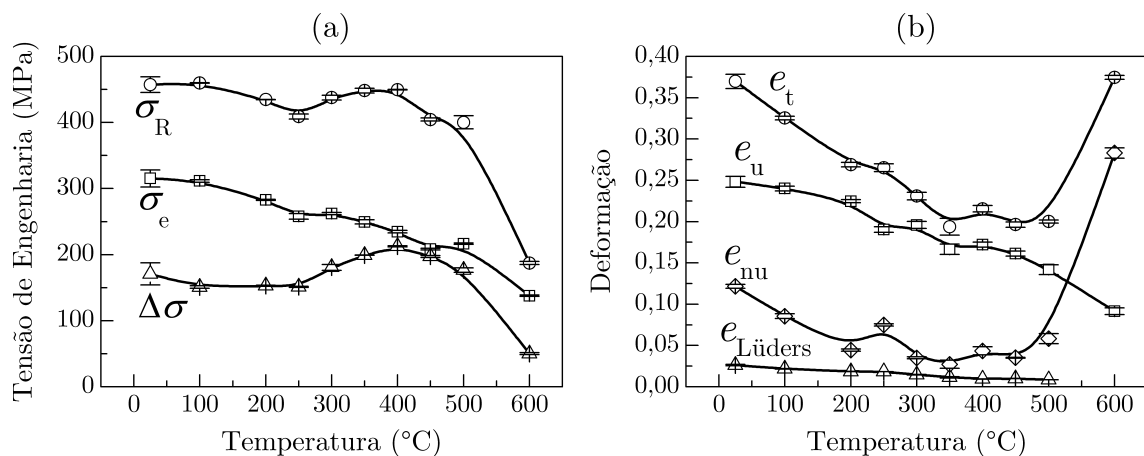 (a)
Tensão de Engenharia (MPa)
500
400
300
200
100
0
σR
σe
Δσ
0 100 200 300 400 500 600
Temperatura (°C)
(b)
Deformação
0,40
0,35
0,30
0,25
0,20
0,15
0,10
0,05
0,00
et
eu
enu
eLüders
0 100 200 300 400 500 600
Temperatura (°C)